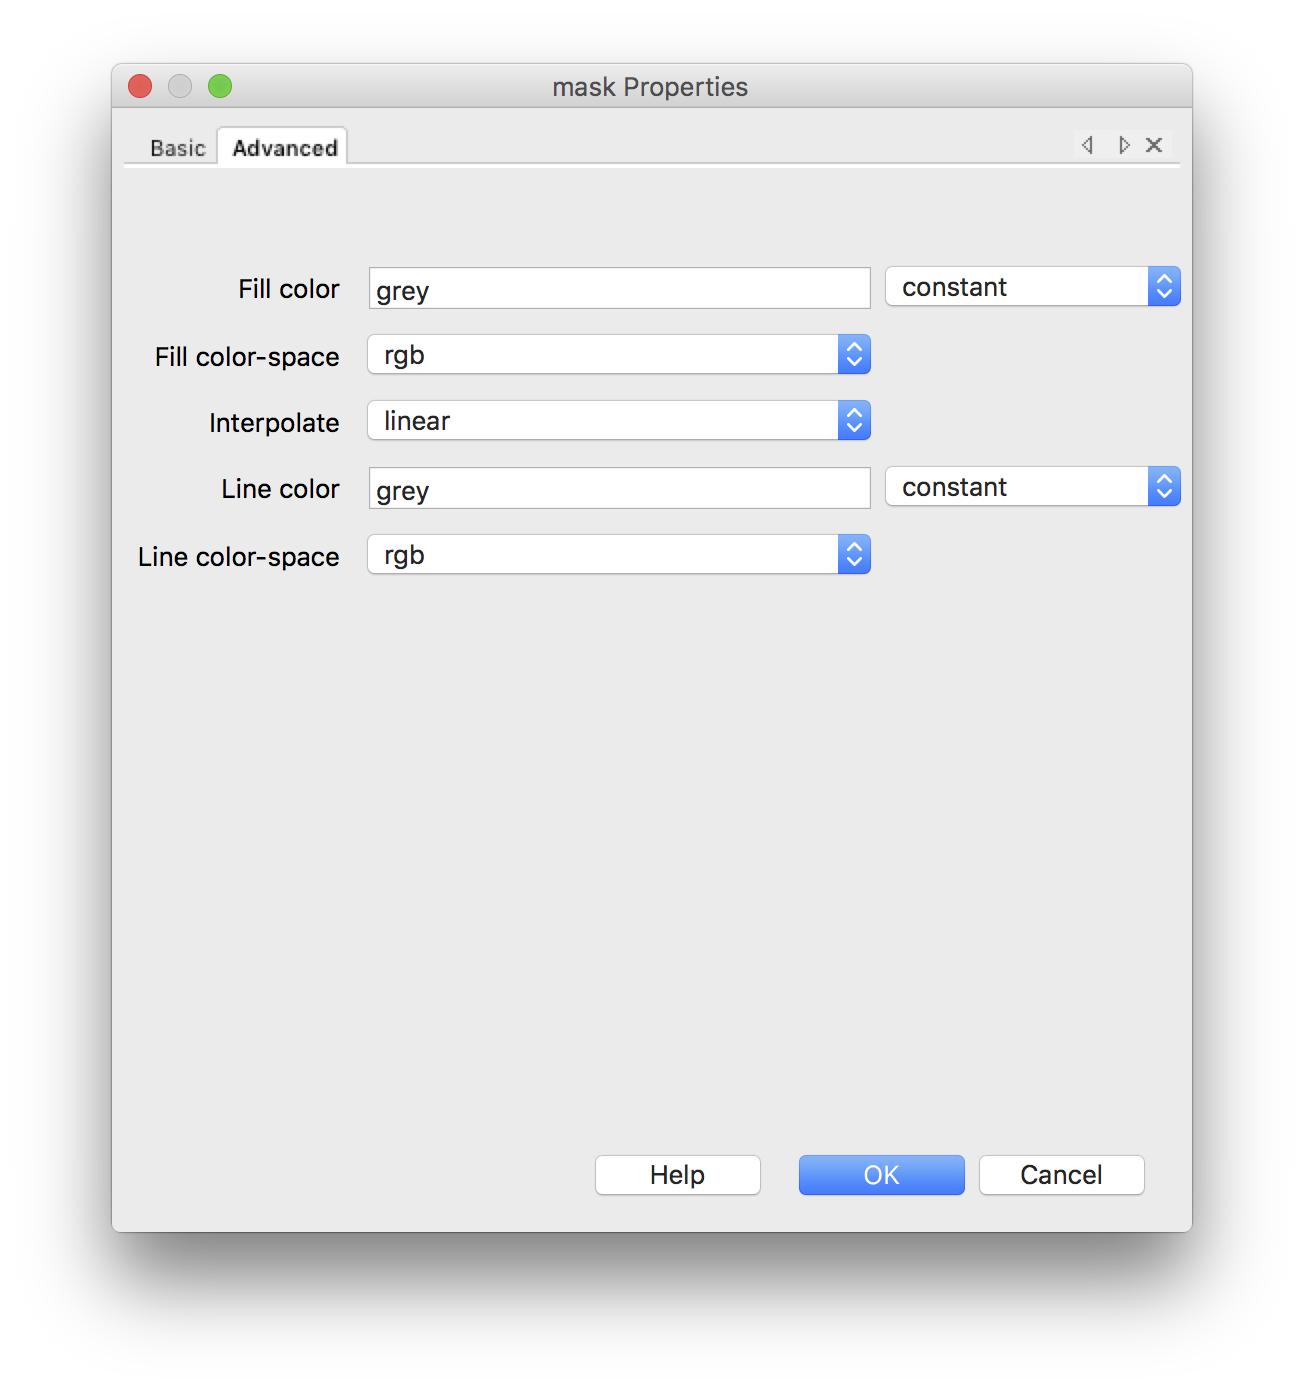 mask Properties
Basic Advanced
Fill color grey constant
Fill color-space rgb
Interpolate linear
Line color grey constant
Line color-space rgb
Help OK Cancel